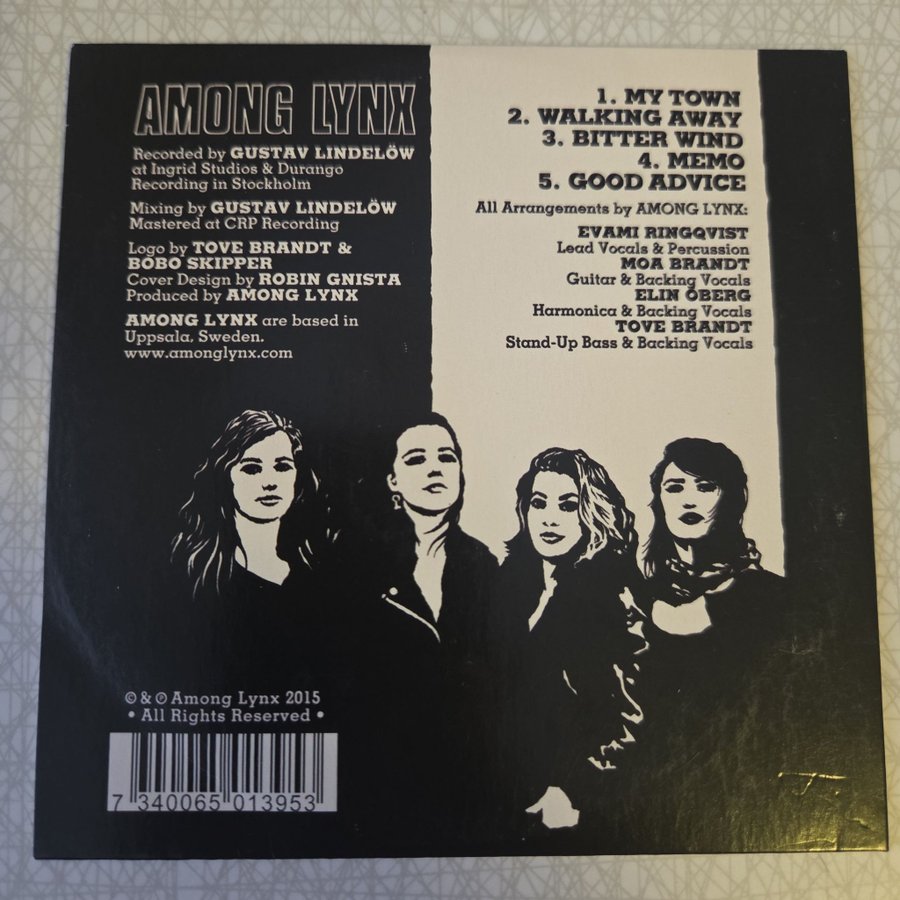 AMONG LYNX
Recorded by GUSTAV LINDELÖW
at Ingrid Studios & Durango
Recording in Stockholm
Mixing by GUSTAV LINDELÖW
Mastered at CRP Recording
Logo by TOVE BRANDT &
BOBO SKIPPER
Cover Design by ROBIN GNISTA
Produced by AMONG LYNX
AMONG LYNX are based in
Uppsala, Sweden.
www.amonglynx.com
1. MY TOWN
2. WALKING AWAY
3. BITTER WIND
4. MEMO
5. GOOD ADVICE
All Arrangements by AMONG LYNX:
EVAMI RINGQVIST
Lead Vocals & Percussion
MOA BRANDT
Guitar & Backing Vocals
ELIN ÖBERG
Harmonica & Backing Vocals
TOVE BRANDT
Stand-Up Bass & Backing Vocals
© & ℗ Among Lynx 2015
• All Rights Reserved •
7 340065 013953